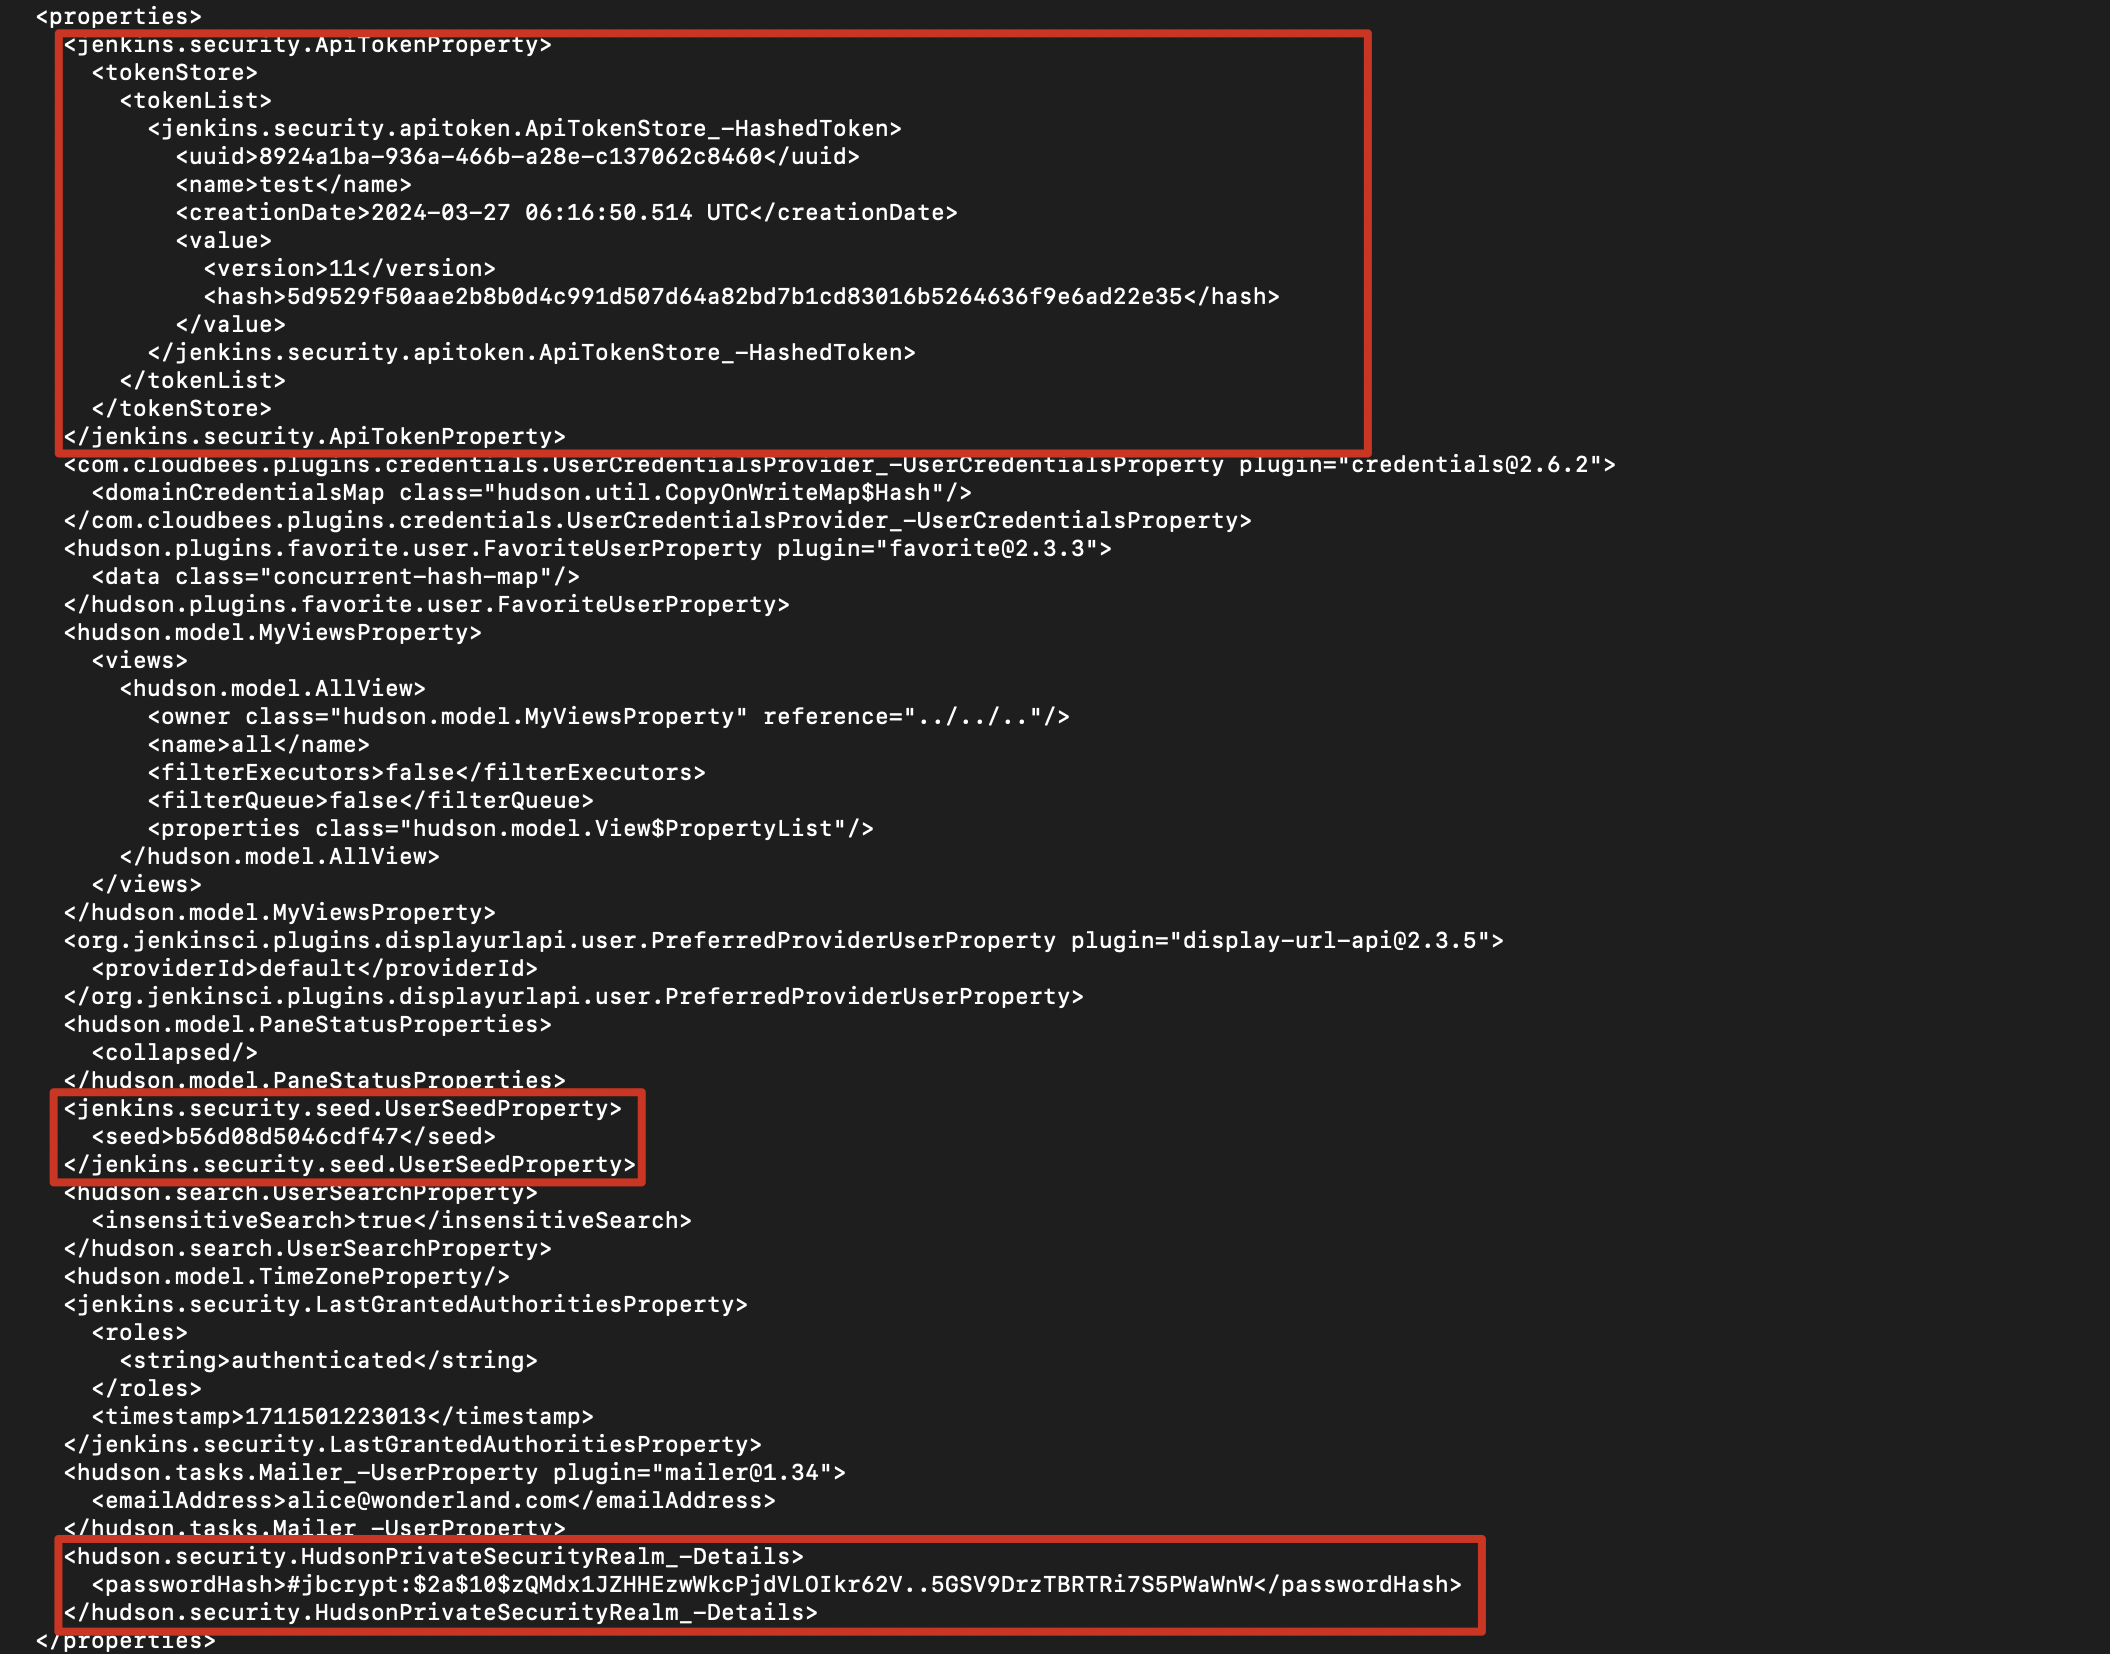 <properties>
<jenkins.security.ApiTokenProperty>
<tokenStore>
<tokenList>
<jenkins.security.apitoken.ApiTokenStore_-HashedToken>
<uuid>8924a1ba-936a-466b-a28e-c137062c8460</uuid>
<name>test</name>
<creationDate>2024-03-27 06:16:50.514 UTC</creationDate>
<value>
<version>11</version>
<hash>5d9529f50aae2b8b0d4c991d507d64a82bd7b1cd83016b5264636f9e6ad22e35</hash>
</value>
</jenkins.security.apitoken.ApiTokenStore_-HashedToken>
</tokenList>
</tokenStore>
</jenkins.security.ApiTokenProperty>
<com.cloudbees.plugins.credentials.UserCredentialsProvider_-UserCredentialsProperty plugin="credentials@2.6.2">
<domainCredentialsMap class="hudson.util.CopyOnWriteMap$Hash"/>
</com.cloudbees.plugins.credentials.UserCredentialsProvider_-UserCredentialsProperty>
<hudson.plugins.favorite.user.FavoriteUserProperty plugin="favorite@2.3.3">
<data class="concurrent-hash-map"/>
</hudson.plugins.favorite.user.FavoriteUserProperty>
<hudson.model.MyViewsProperty>
<views>
<hudson.model.AllView>
<owner class="hudson.model.MyViewsProperty" reference="../../.."/>
<name>all</name>
<filterExecutors>false</filterExecutors>
<filterQueue>false</filterQueue>
<properties class="hudson.model.View$PropertyList"/>
</hudson.model.AllView>
</views>
</hudson.model.MyViewsProperty>
<org.jenkinsci.plugins.displayurlapi.user.PreferredProviderUserProperty plugin="display-url-api@2.3.5">
<providerId>default</providerId>
</org.jenkinsci.plugins.displayurlapi.user.PreferredProviderUserProperty>
<hudson.model.PaneStatusProperties>
<collapsed/>
</hudson.model.PaneStatusProperties>
<jenkins.security.seed.UserSeedProperty>
<seed>b56d08d5046cdf47</seed>
</jenkins.security.seed.UserSeedProperty>
<hudson.search.UserSearchProperty>
<insensitiveSearch>true</insensitiveSearch>
</hudson.search.UserSearchProperty>
<hudson.model.TimeZoneProperty/>
<jenkins.security.LastGrantedAuthoritiesProperty>
<roles>
<string>authenticated</string>
</roles>
<timestamp>1711501223013</timestamp>
</jenkins.security.LastGrantedAuthoritiesProperty>
<hudson.tasks.Mailer_-UserProperty plugin="mailer@1.34">
<emailAddress>alice@wonderland.com</emailAddress>
</hudson.tasks.Mailer_-UserProperty>
<hudson.security.HudsonPrivateSecurityRealm_-Details>
<passwordHash>#jbcrypt:$2a$10$zQMdx1JZHHEzwWkcPjdVLOIkr62V..5GSV9DrzTBRTRi7S5PWaWnW</passwordHash>
</hudson.security.HudsonPrivateSecurityRealm_-Details>
</properties>